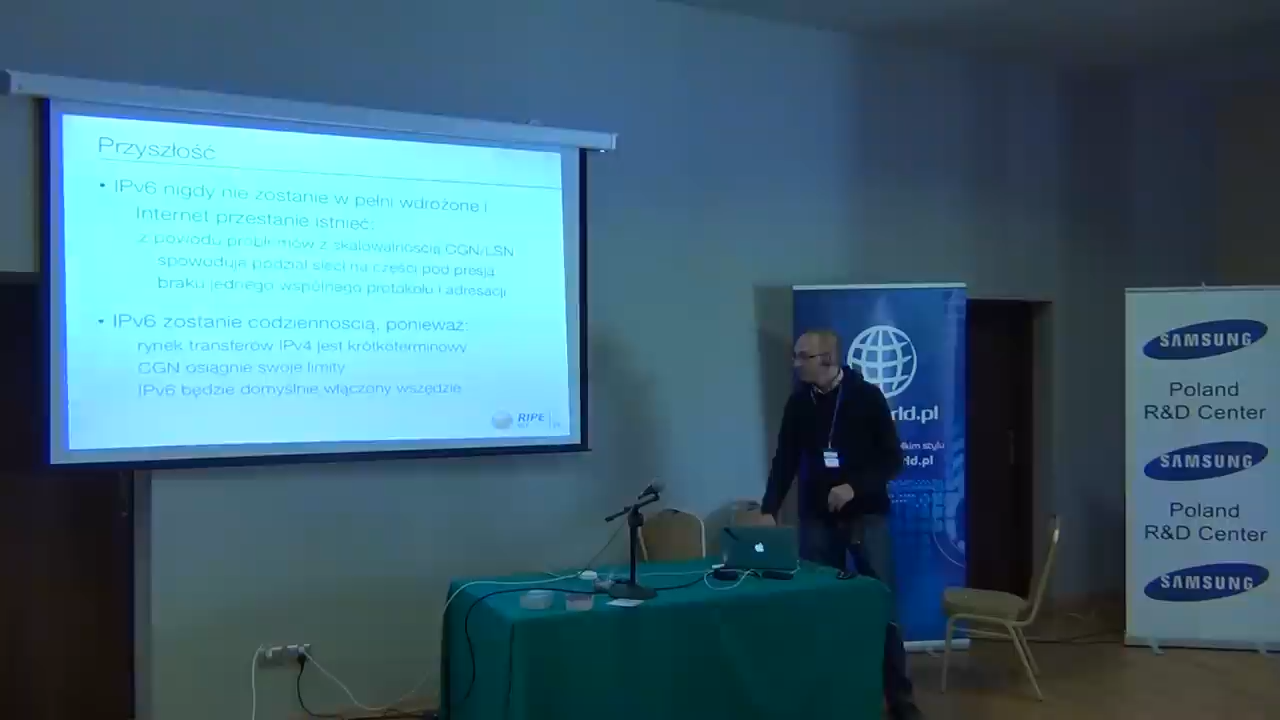 Przyszłość
• IPv6 nigdy nie zostanie w pełni wdrożone i
Internet przestanie istnieć:
z powodu problemów z skalowalnością CGN/LSN
spowodują podział sieci na części pod presją
braku jednego wspólnego protokołu i adresacji
• IPv6 zostanie codziennością, ponieważ:
rynek transferów IPv4 jest krótkoterminowy
CGN osiągnie swoje limity
IPv6 będzie domyślnie włączony wszędzie
RIPE
rld.pl
lkim stylu
rld.pl
SAMSUNG
Poland
R&D Center
SAMSUNG
Poland
R&D Center
SAMSUNG